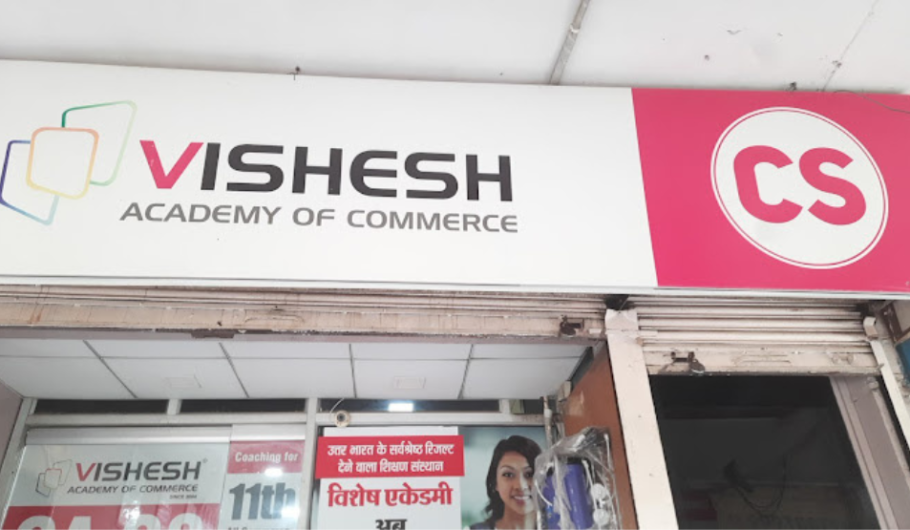 VISHESH
ACADEMY OF COMMERCE
CS
VISHESH
ACADEMY OF COMMERCE
Coaching for
11th
उत्तर भारत के सर्वश्रेष्ठ रिजल्ट
देने वाला शिक्षण संस्थान
विशेष एकेडमी
अब